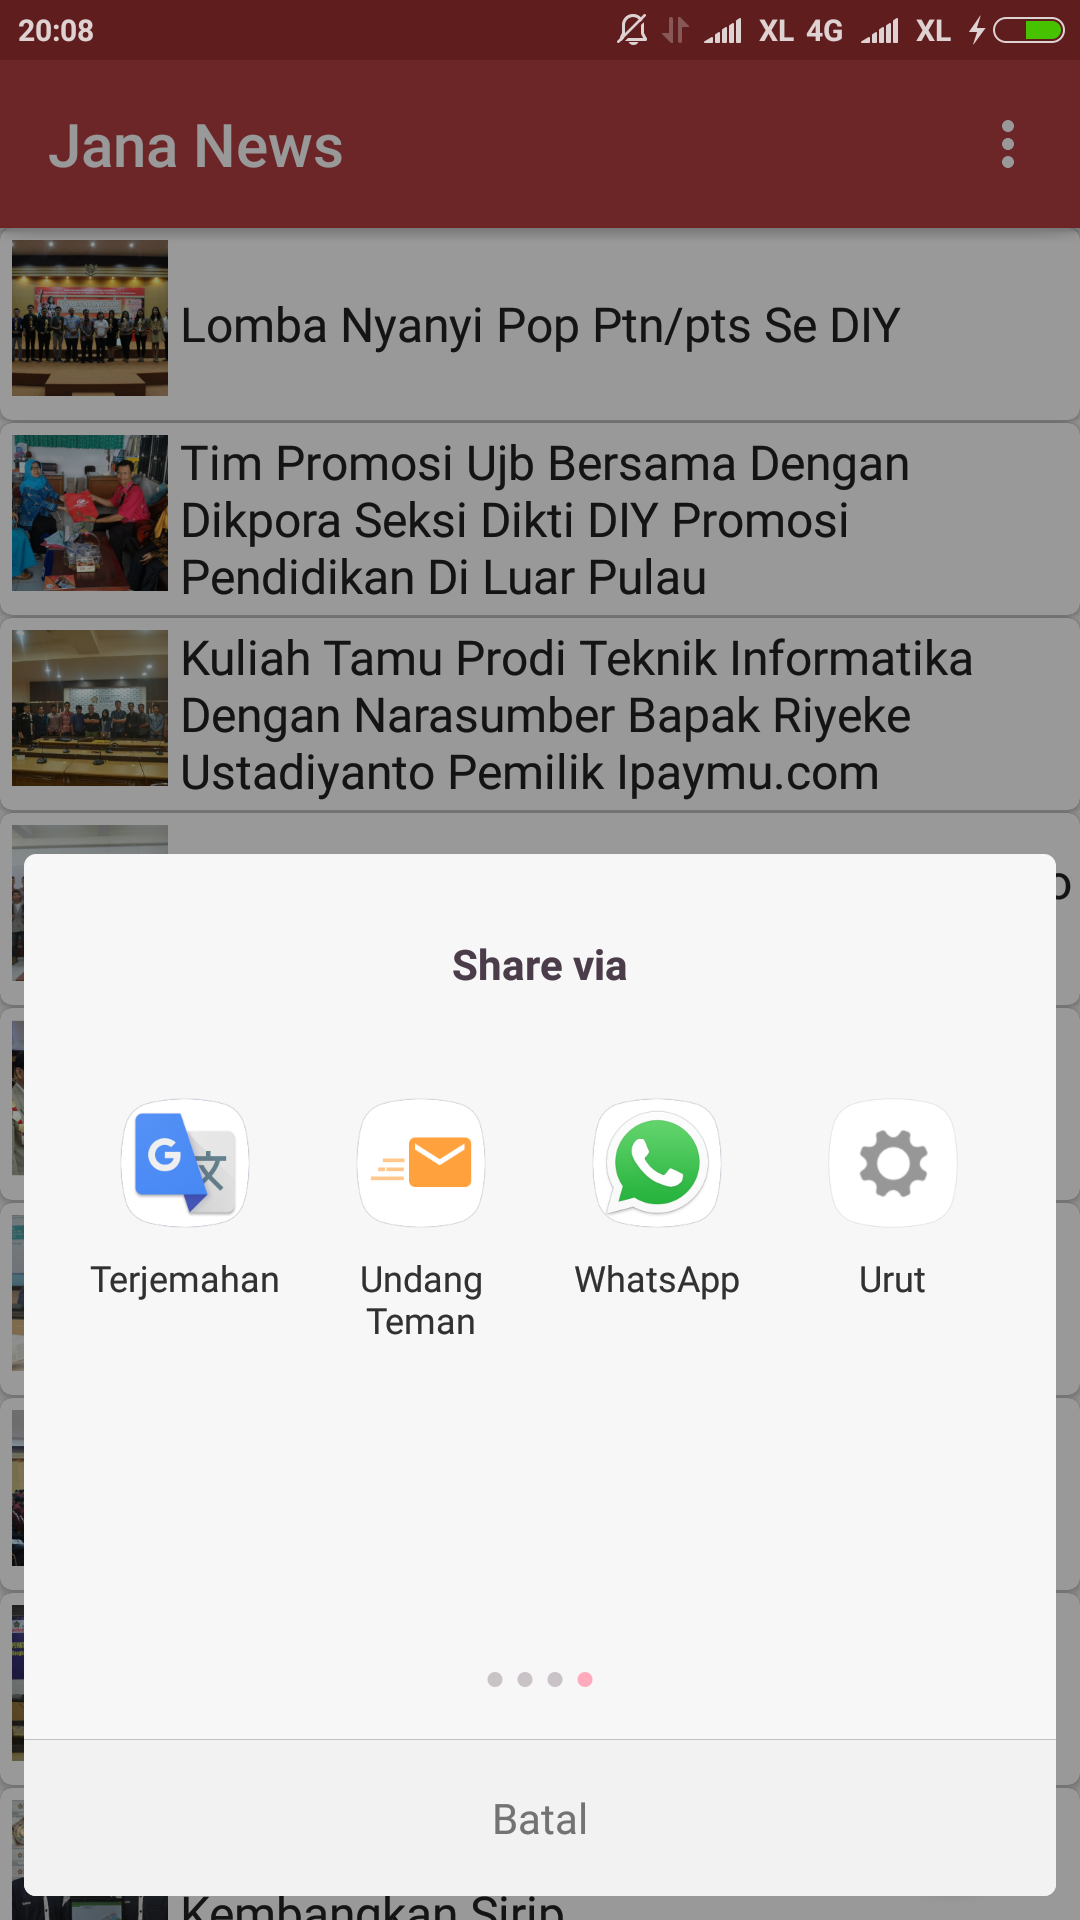 20:08
XL 4G
XL
Jana News
Lomba Nyanyi Pop Ptn/pts Se DIY
Tim Promosi Ujb Bersama Dengan
Dikpora Seksi Dikti DIY Promosi
Pendidikan Di Luar Pulau
Kuliah Tamu Prodi Teknik Informatika
Dengan Narasumber Bapak Riyeke
Ustadiyanto Pemilik Ipaymu.com
Share via
Terjemahan
Undang
Teman
WhatsApp
Urut
Batal
Kembangkan Sirip